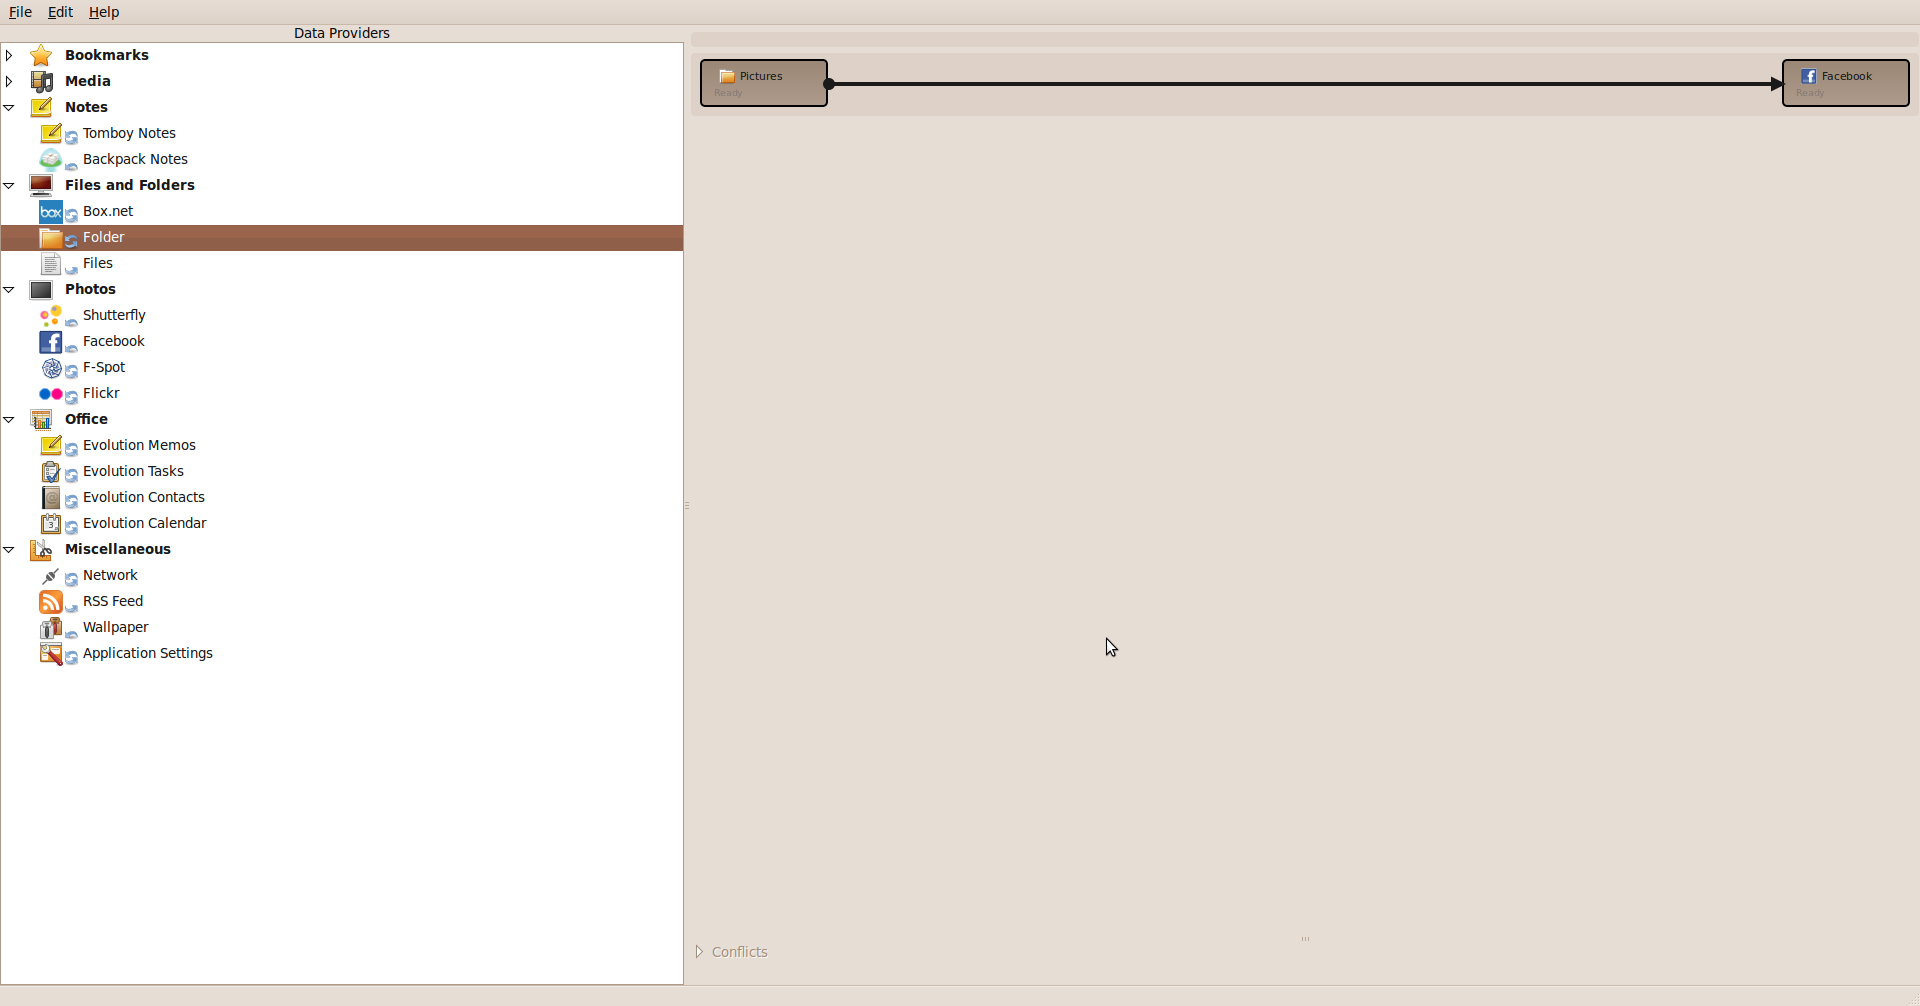 File Edit Help
Data Providers
Bookmarks
Media
Notes
Tomboy Notes
Backpack Notes
Files and Folders
box Box.net
Folder
Files
Photos
Shutterfly
Facebook
F-Spot
Flickr
Office
Evolution Memos
Evolution Tasks
Evolution Contacts
3 Evolution Calendar
Miscellaneous
Network
RSS Feed
Wallpaper
Application Settings
Pictures
Ready
Facebook
Ready
Conflicts